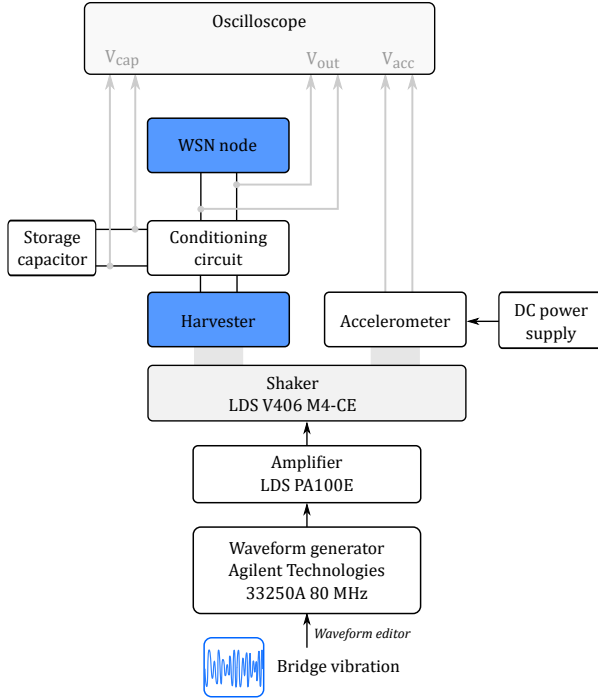 Oscilloscope
Vcap
Vout
Vacc
WSN node
Storage
capacitor
Conditioning
circuit
Harvester
Accelerometer
DC power
supply
Shaker
LDS V406 M4-CE
Amplifier
LDS PA100E
Waveform generator
Agilent Technologies
33250A 80 MHz
Waveform editor
Bridge vibration